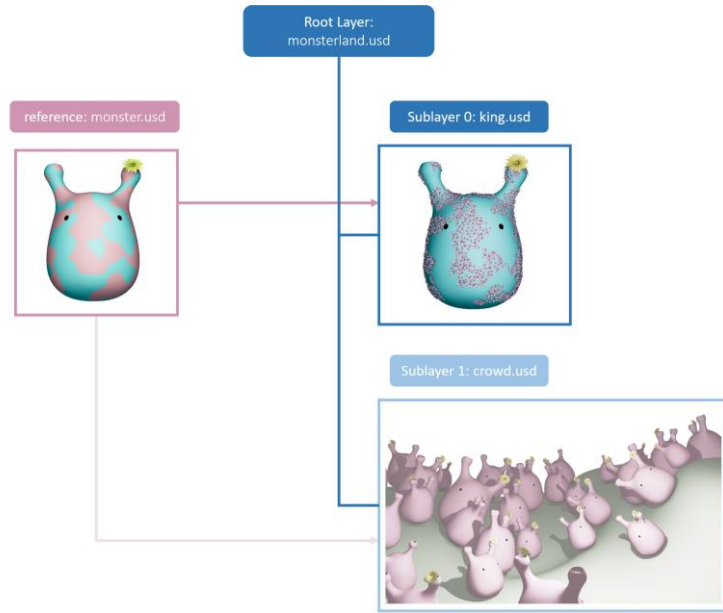 Root Layer:
monsterland.usd
reference: monster.usd
Sublayer 0: king.usd
Sublayer 1: crowd.usd